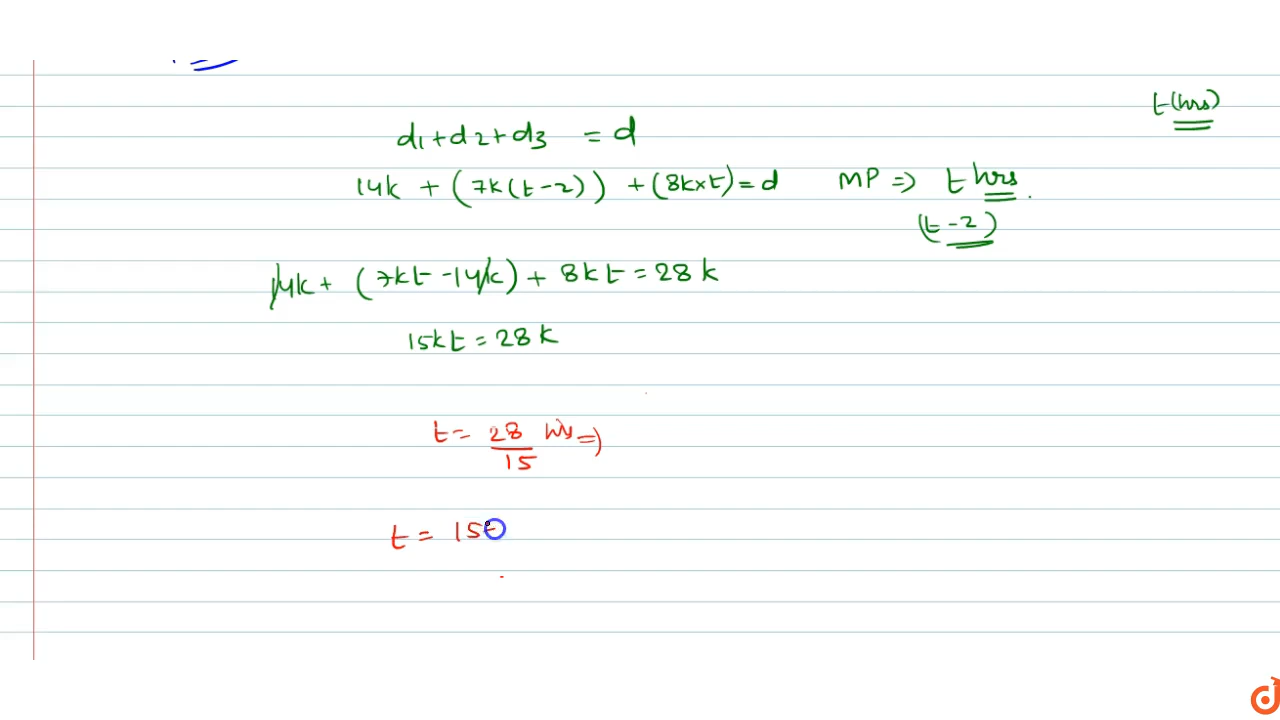 t(hrs)
d1+d2+d3 = d
14k + (7k(t-2)) + (8k×t) = d MP => t hrs.
(t-2)
14k + (7kt - 14k) + 8kt = 28k
15kt = 28k
t = 28/15 hrs =>
t = 15